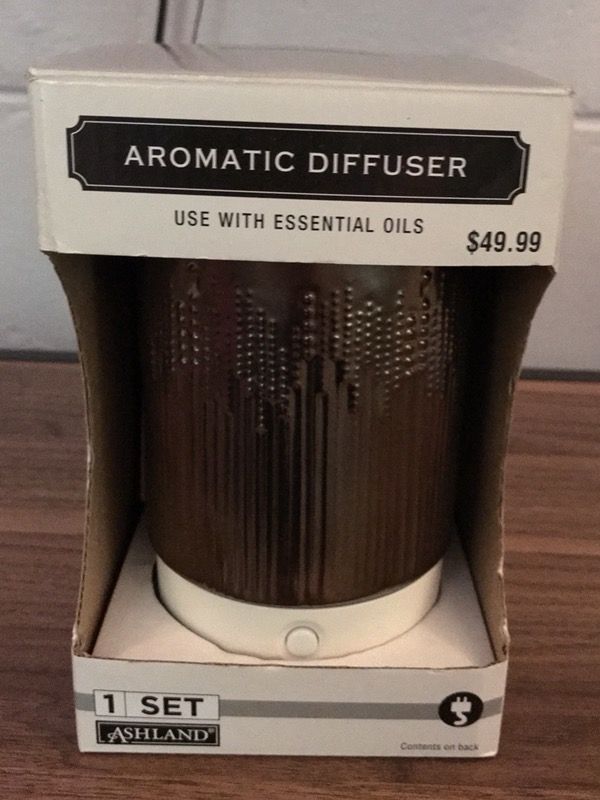 AROMATIC DIFFUSER
USE WITH ESSENTIAL OILS
$49.99
1 SET
ASHLAND®
Contents on back